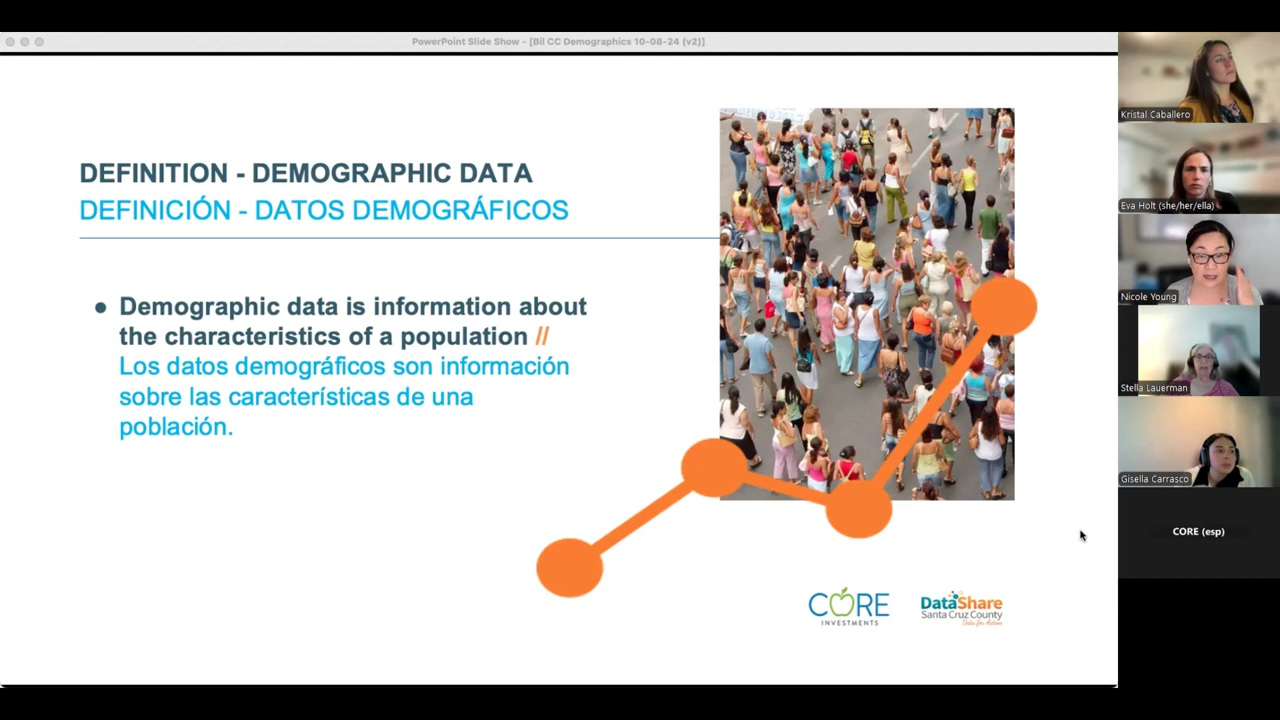 PowerPoint Slide Show - [Bil CC Demographics 10-08-24 (v2)]
DEFINITION - DEMOGRAPHIC DATA
DEFINICIÓN - DATOS DEMOGRÁFICOS
● Demographic data is information about
the characteristics of a population //
Los datos demográficos son información
sobre las características de una
población.
CORE
INVESTMENTS
DataShare
Santa Cruz County
Data for Action
Kristal Caballero
Eva Holt (she/her/ella)
Nicole Young
Stella Lauerman
Gisella Carrasco
CORE (esp)